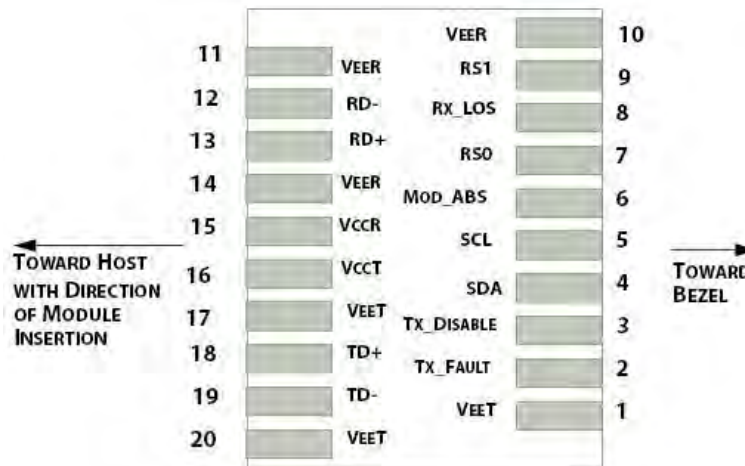 VEER 10
11 VEER
RS1 9
12 RD-
RX_LOS 8
13 RD+
RS0 7
14 VEER
MOD_ABS 6
15 VCCR
SCL 5
16 VCCT
SDA 4
17 VEET
TX_DISABLE 3
18 TD+
TX_FAULT 2
19 TD-
VEET 1
20 VEET
TOWARD HOST
WITH DIRECTION
OF MODULE
INSERTION
TOWARD
BEZEL